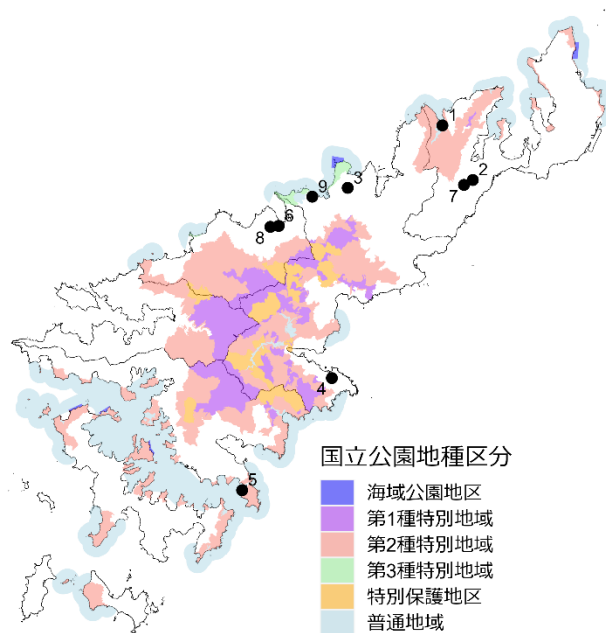 1
2
7
3
9
6
8
4
5
国立公園地種区分
海域公園地区
第1種特別地域
第2種特別地域
第3種特別地域
特別保護地区
普通地域